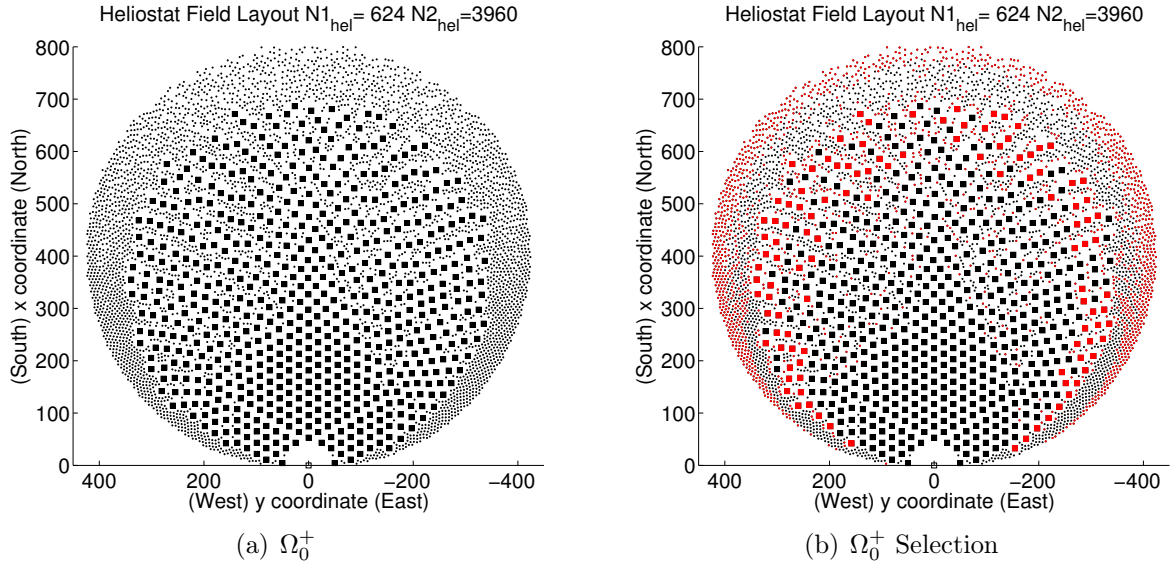 Heliostat Field Layout N1hel= 624 N2hel=3960
800
700
600
500
400
300
200
100
0
400 200 0 −200 −400
(South) x coordinate (North)
(West) y coordinate (East)
(a) Ω₀⁺
Heliostat Field Layout N1hel= 624 N2hel=3960
800
700
600
500
400
300
200
100
0
400 200 0 −200 −400
(South) x coordinate (North)
(West) y coordinate (East)
(b) Ω₀⁺ Selection